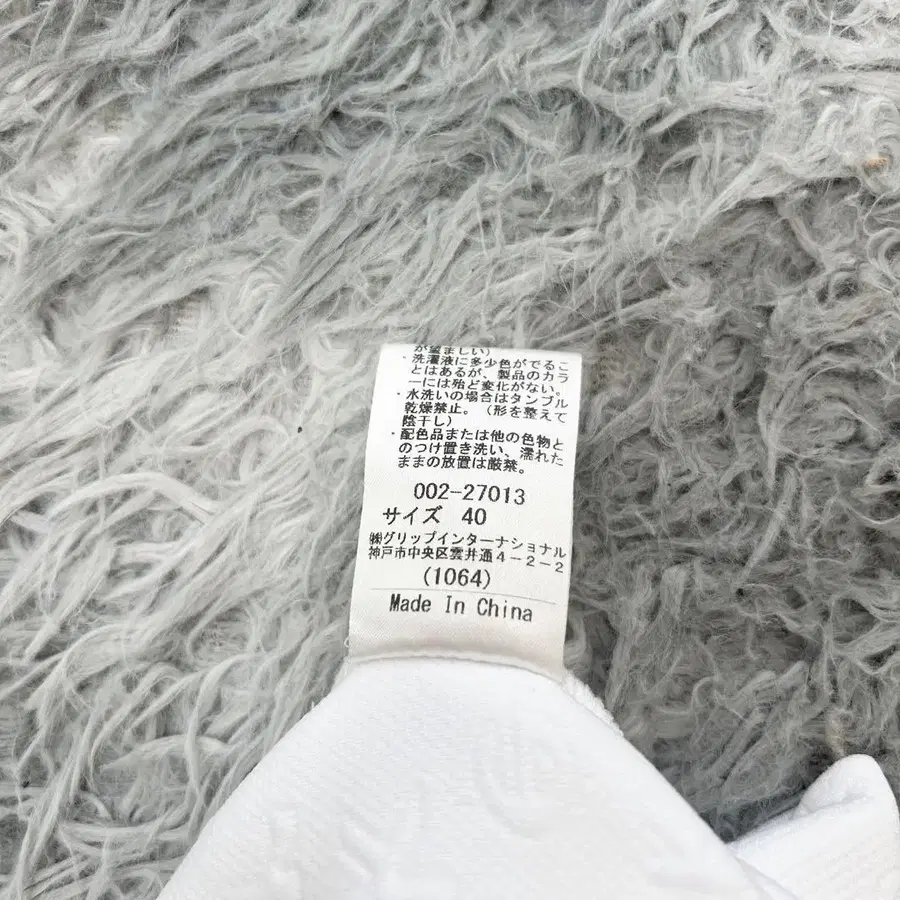 が望ましい)
・洗濯液に多少色がでるこ
とはあるが、製品のカラ
ーには殆ど変化がない。
・水洗いの場合はタンブル
乾燥禁止。(形を整えて
陰干し)
・配色品または他の色物と
のつけ置き洗い、濡れた
ままの放置は厳禁。
002-27013
サイズ 40
㈱グリップインターナショナル
神戸市中央区雲井通4-2-2
(1064)
Made In China